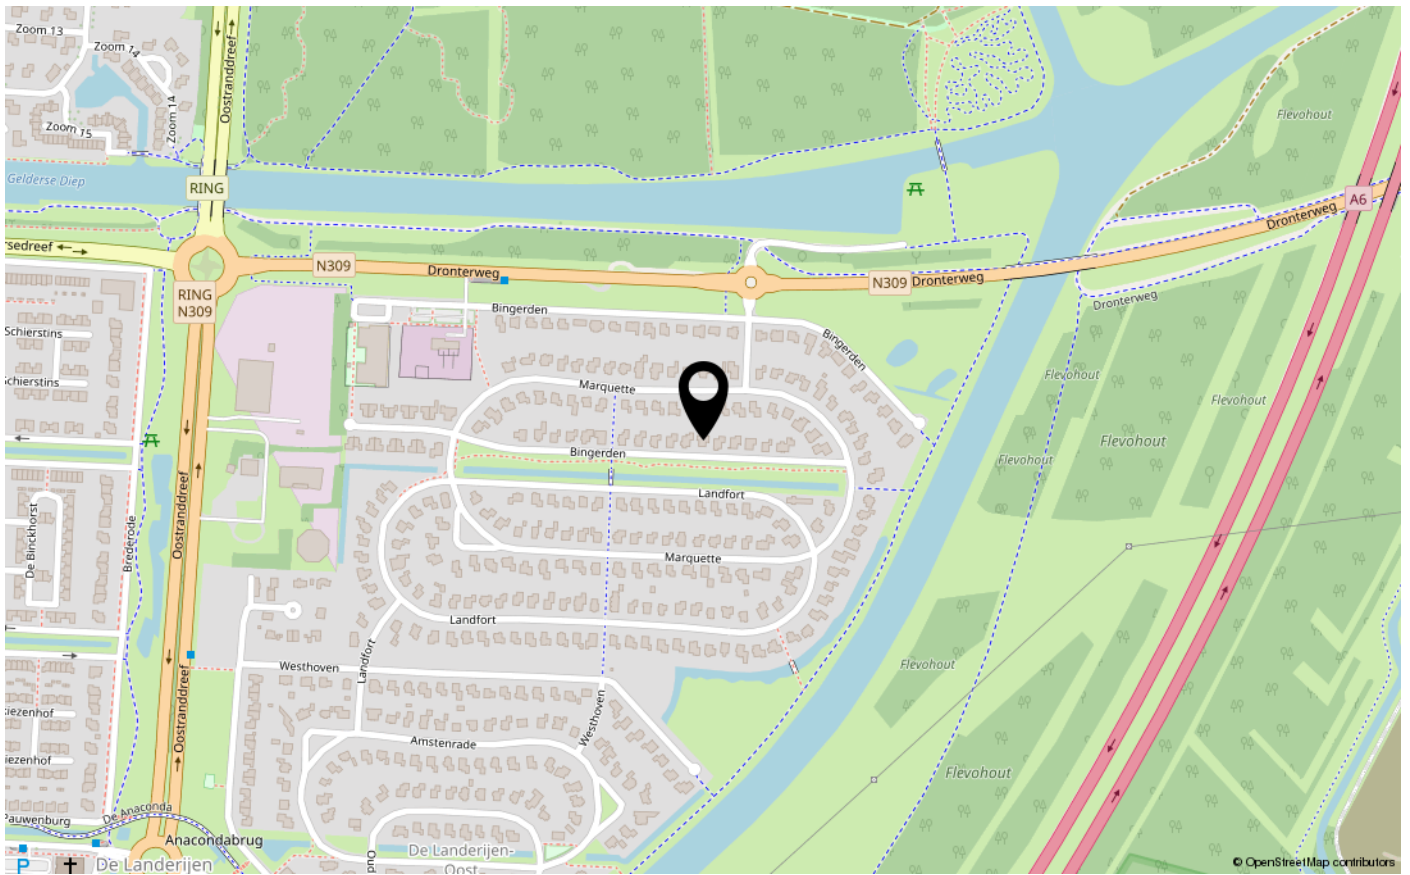 Zoom 13
Zoom 14
Zoom 14
Zoom 15
Oostranddreef
Flevohout
Gelderse Diep
RING
A6
Dronterweg
rsedreef
N309
Dronterweg
N309
Dronterweg
Dronterweg
RING
N309
Bingerden
Bingerden
Schierstins
Schierstins
Marquette
Flevohout
Flevohout
Flevohout
Flevohout
Bingerden
Landfort
Oostranddreef
De Binckhorst
Brederode
Marquette
Landfort
Landfort
Westhoven
Flevohout
Oostranddreef
Westhoven
kiezenhof
Amstenrade
iezenhof
Flevohout
De Anaconda
Pauwenburg
Anacondabrug
P
De Landerijen
De Landerijen-
Oost
© OpenStreetMap contributors